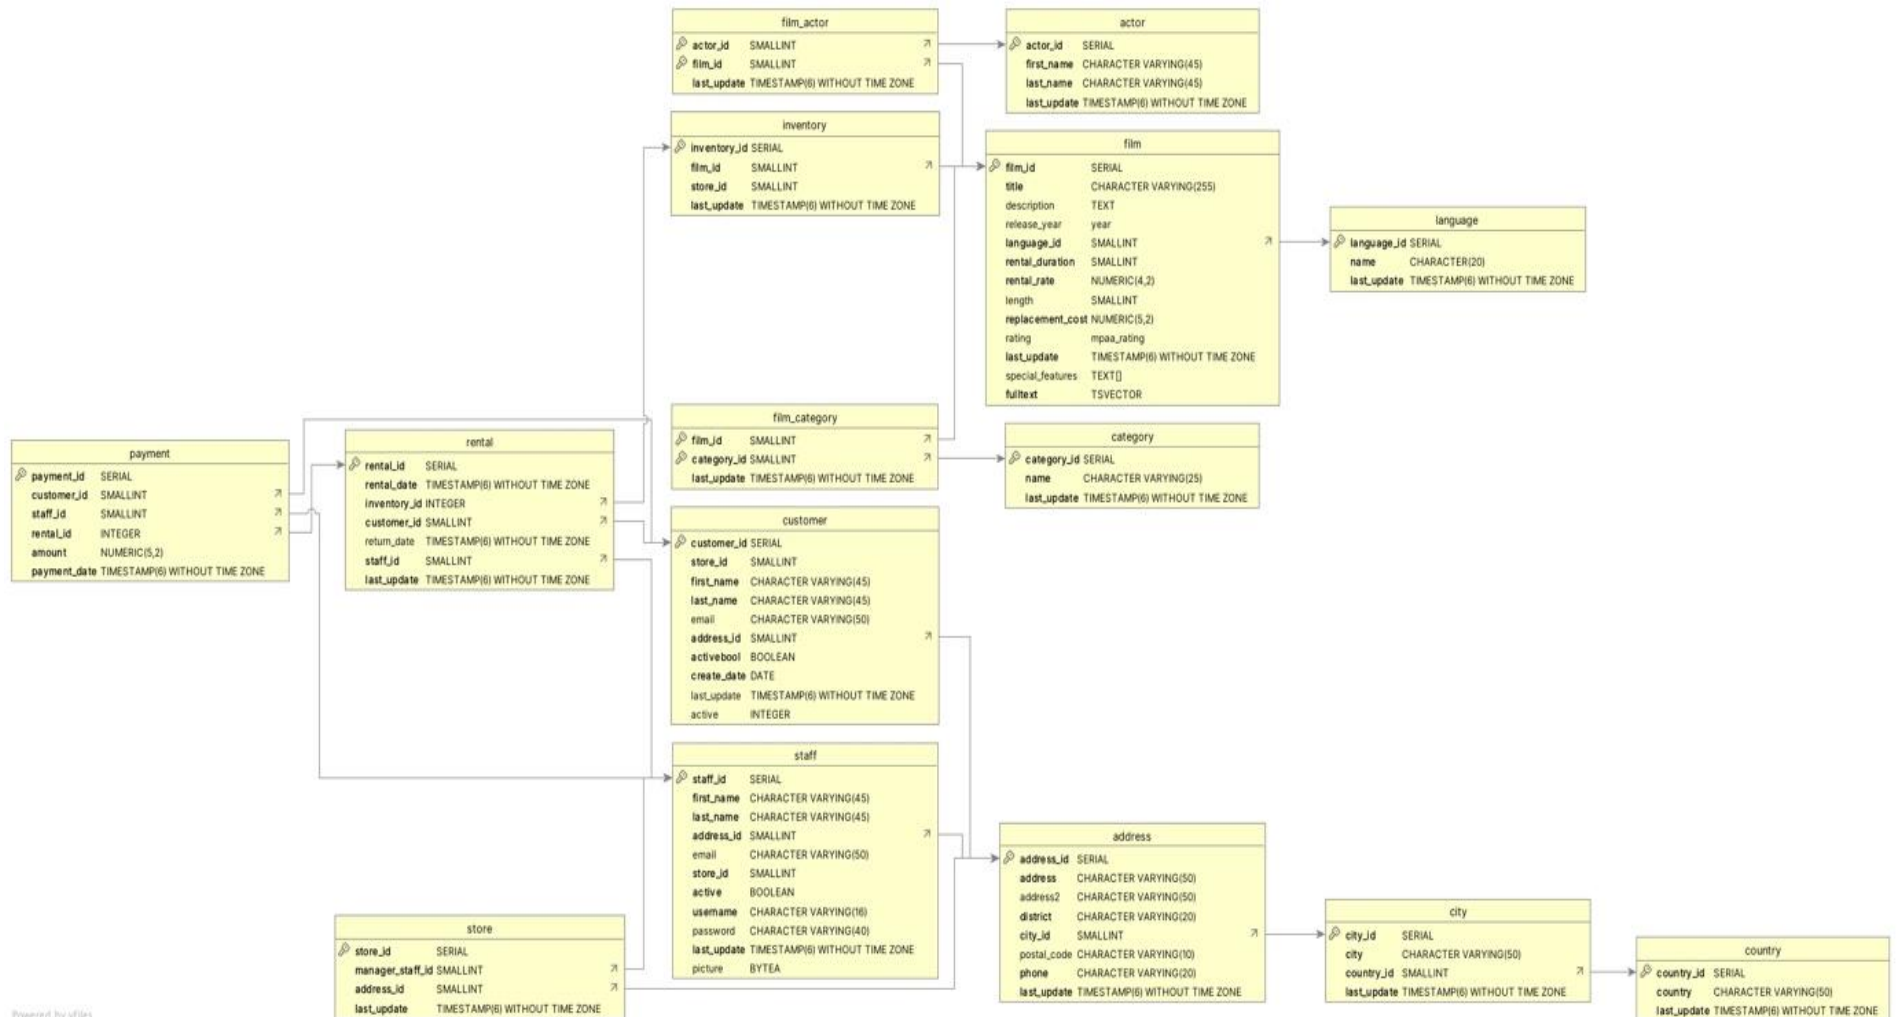 film_actor
actor_id SMALLINT
film_id SMALLINT
last_update TIMESTAMP(6) WITHOUT TIME ZONE
actor
actor_id SERIAL
first_name CHARACTER VARYING(45)
last_name CHARACTER VARYING(45)
last_update TIMESTAMP(6) WITHOUT TIME ZONE
inventory
inventory_id SERIAL
film_id SMALLINT
store_id SMALLINT
last_update TIMESTAMP(6) WITHOUT TIME ZONE
film
film_id SERIAL
title CHARACTER VARYING(255)
description TEXT
release_year year
language_id SMALLINT
rental_duration SMALLINT
rental_rate NUMERIC(4,2)
length SMALLINT
replacement_cost NUMERIC(5,2)
rating mpaa_rating
last_update TIMESTAMP(6) WITHOUT TIME ZONE
special_features TEXT[]
fulltext TSVECTOR
language
language_id SERIAL
name CHARACTER(20)
last_update TIMESTAMP(6) WITHOUT TIME ZONE
payment
payment_id SERIAL
customer_id SMALLINT
staff_id SMALLINT
rental_id INTEGER
amount NUMERIC(5,2)
payment_date TIMESTAMP(6) WITHOUT TIME ZONE
rental
rental_id SERIAL
rental_date TIMESTAMP(6) WITHOUT TIME ZONE
inventory_id INTEGER
customer_id SMALLINT
return_date TIMESTAMP(6) WITHOUT TIME ZONE
staff_id SMALLINT
last_update TIMESTAMP(6) WITHOUT TIME ZONE
film_category
film_id SMALLINT
category_id SMALLINT
last_update TIMESTAMP(6) WITHOUT TIME ZONE
category
category_id SERIAL
name CHARACTER VARYING(25)
last_update TIMESTAMP(6) WITHOUT TIME ZONE
customer
customer_id SERIAL
store_id SMALLINT
first_name CHARACTER VARYING(45)
last_name CHARACTER VARYING(45)
email CHARACTER VARYING(50)
address_id SMALLINT
activebool BOOLEAN
create_date DATE
last_update TIMESTAMP(6) WITHOUT TIME ZONE
active INTEGER
staff
staff_id SERIAL
first_name CHARACTER VARYING(45)
last_name CHARACTER VARYING(45)
address_id SMALLINT
email CHARACTER VARYING(50)
store_id SMALLINT
active BOOLEAN
username CHARACTER VARYING(16)
password CHARACTER VARYING(40)
last_update TIMESTAMP(6) WITHOUT TIME ZONE
picture BYTEA
store
store_id SERIAL
manager_staff_id SMALLINT
address_id SMALLINT
last_update TIMESTAMP(6) WITHOUT TIME ZONE
address
address_id SERIAL
address CHARACTER VARYING(50)
address2 CHARACTER VARYING(50)
district CHARACTER VARYING(20)
city_id SMALLINT
postal_code CHARACTER VARYING(10)
phone CHARACTER VARYING(20)
last_update TIMESTAMP(6) WITHOUT TIME ZONE
city
city_id SERIAL
city CHARACTER VARYING(50)
country_id SMALLINT
last_update TIMESTAMP(6) WITHOUT TIME ZONE
country
country_id SERIAL
country CHARACTER VARYING(50)
last_update TIMESTAMP(6) WITHOUT TIME ZONE
Powered by yFiles